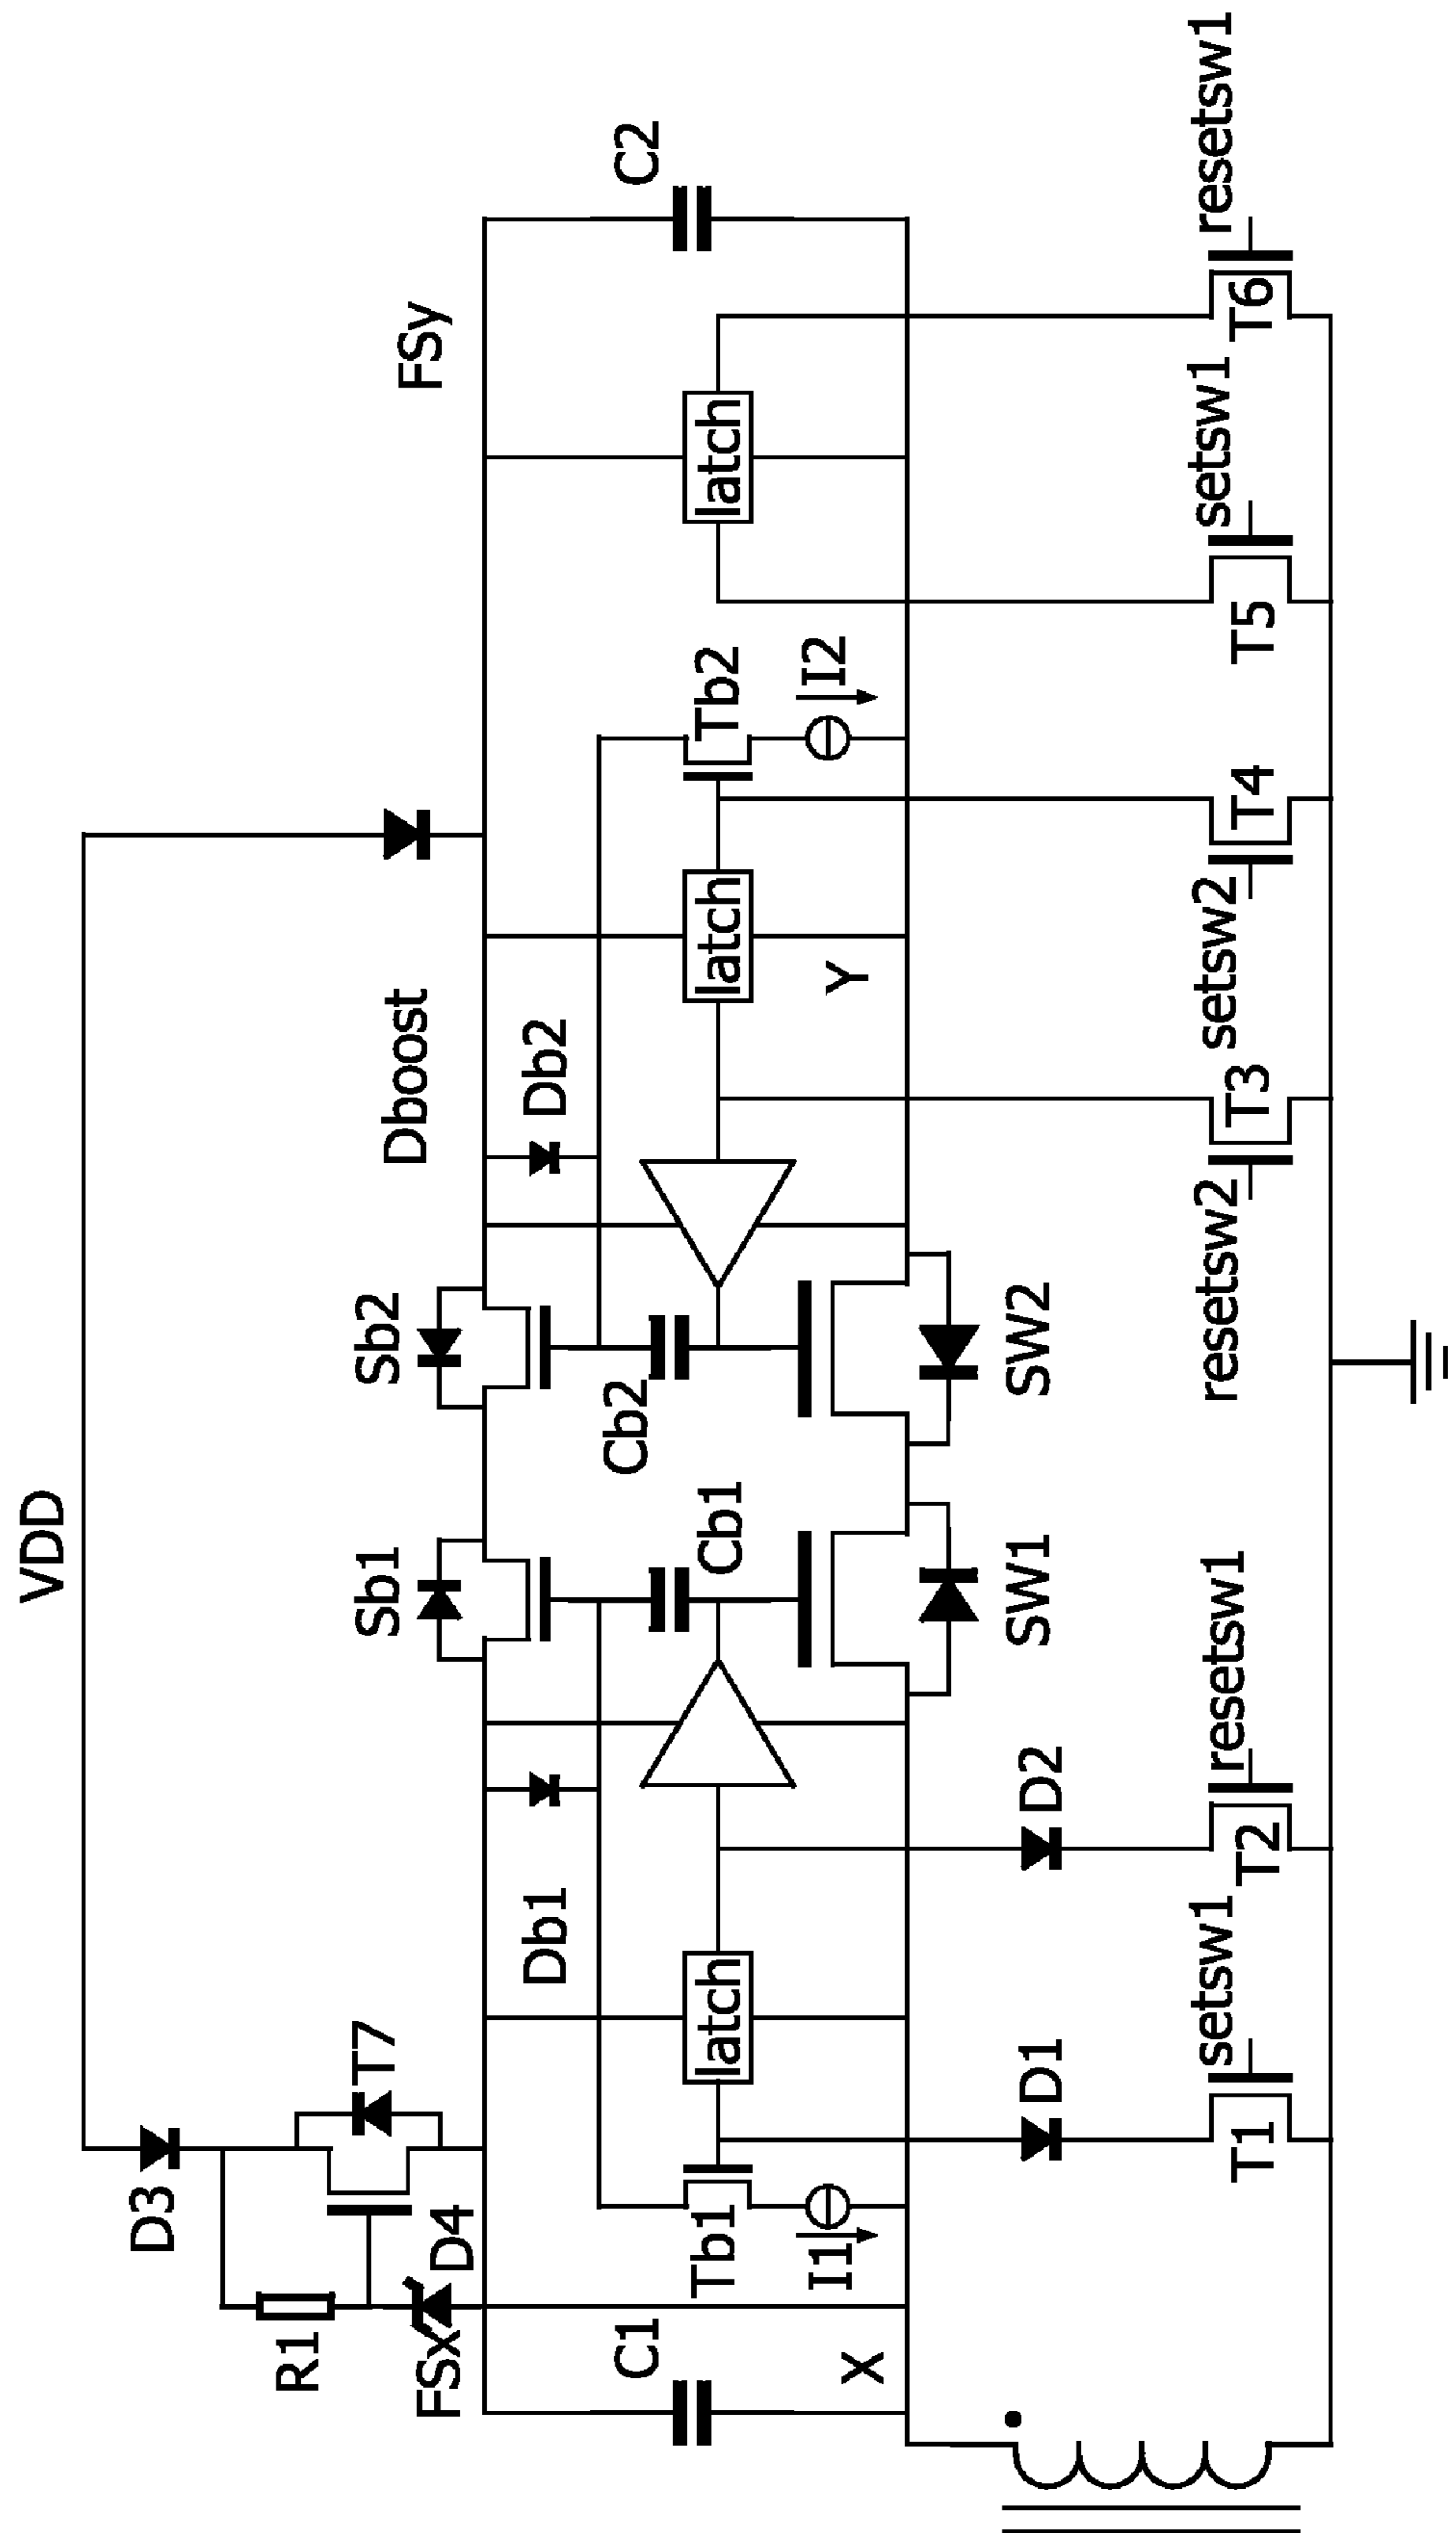 VDD
D3
T7
R1
D4
FSx
Sb1
Sb2
Dboost
FSy
Db1
Db2
C1
Cb1
Cb2
C2
Tb1
latch
latch
Tb2
latch
I1
I2
X
Y
D1
D2
SW1
SW2
T1
setsw1
T2
resetsw1
resetsw2
T3
setsw2
T4
T5
setsw1
T6
resetsw1